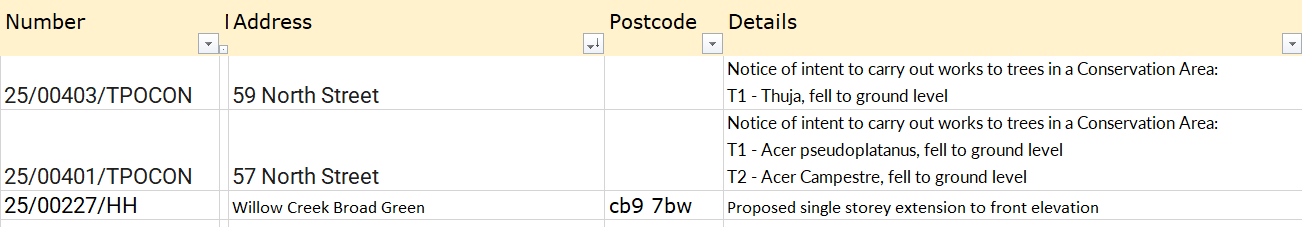 Number I Address Postcode Details
Notice of intent to carry out works to trees in a Conservation Area:
25/00403/TPOCON 59 North Street T1 - Thuja, fell to ground level
Notice of intent to carry out works to trees in a Conservation Area:
T1 - Acer pseudoplatanus, fell to ground level
25/00401/TPOCON 57 North Street T2 - Acer Campestre, fell to ground level
25/00227/HH Willow Creek Broad Green cb9 7bw Proposed single storey extension to front elevation